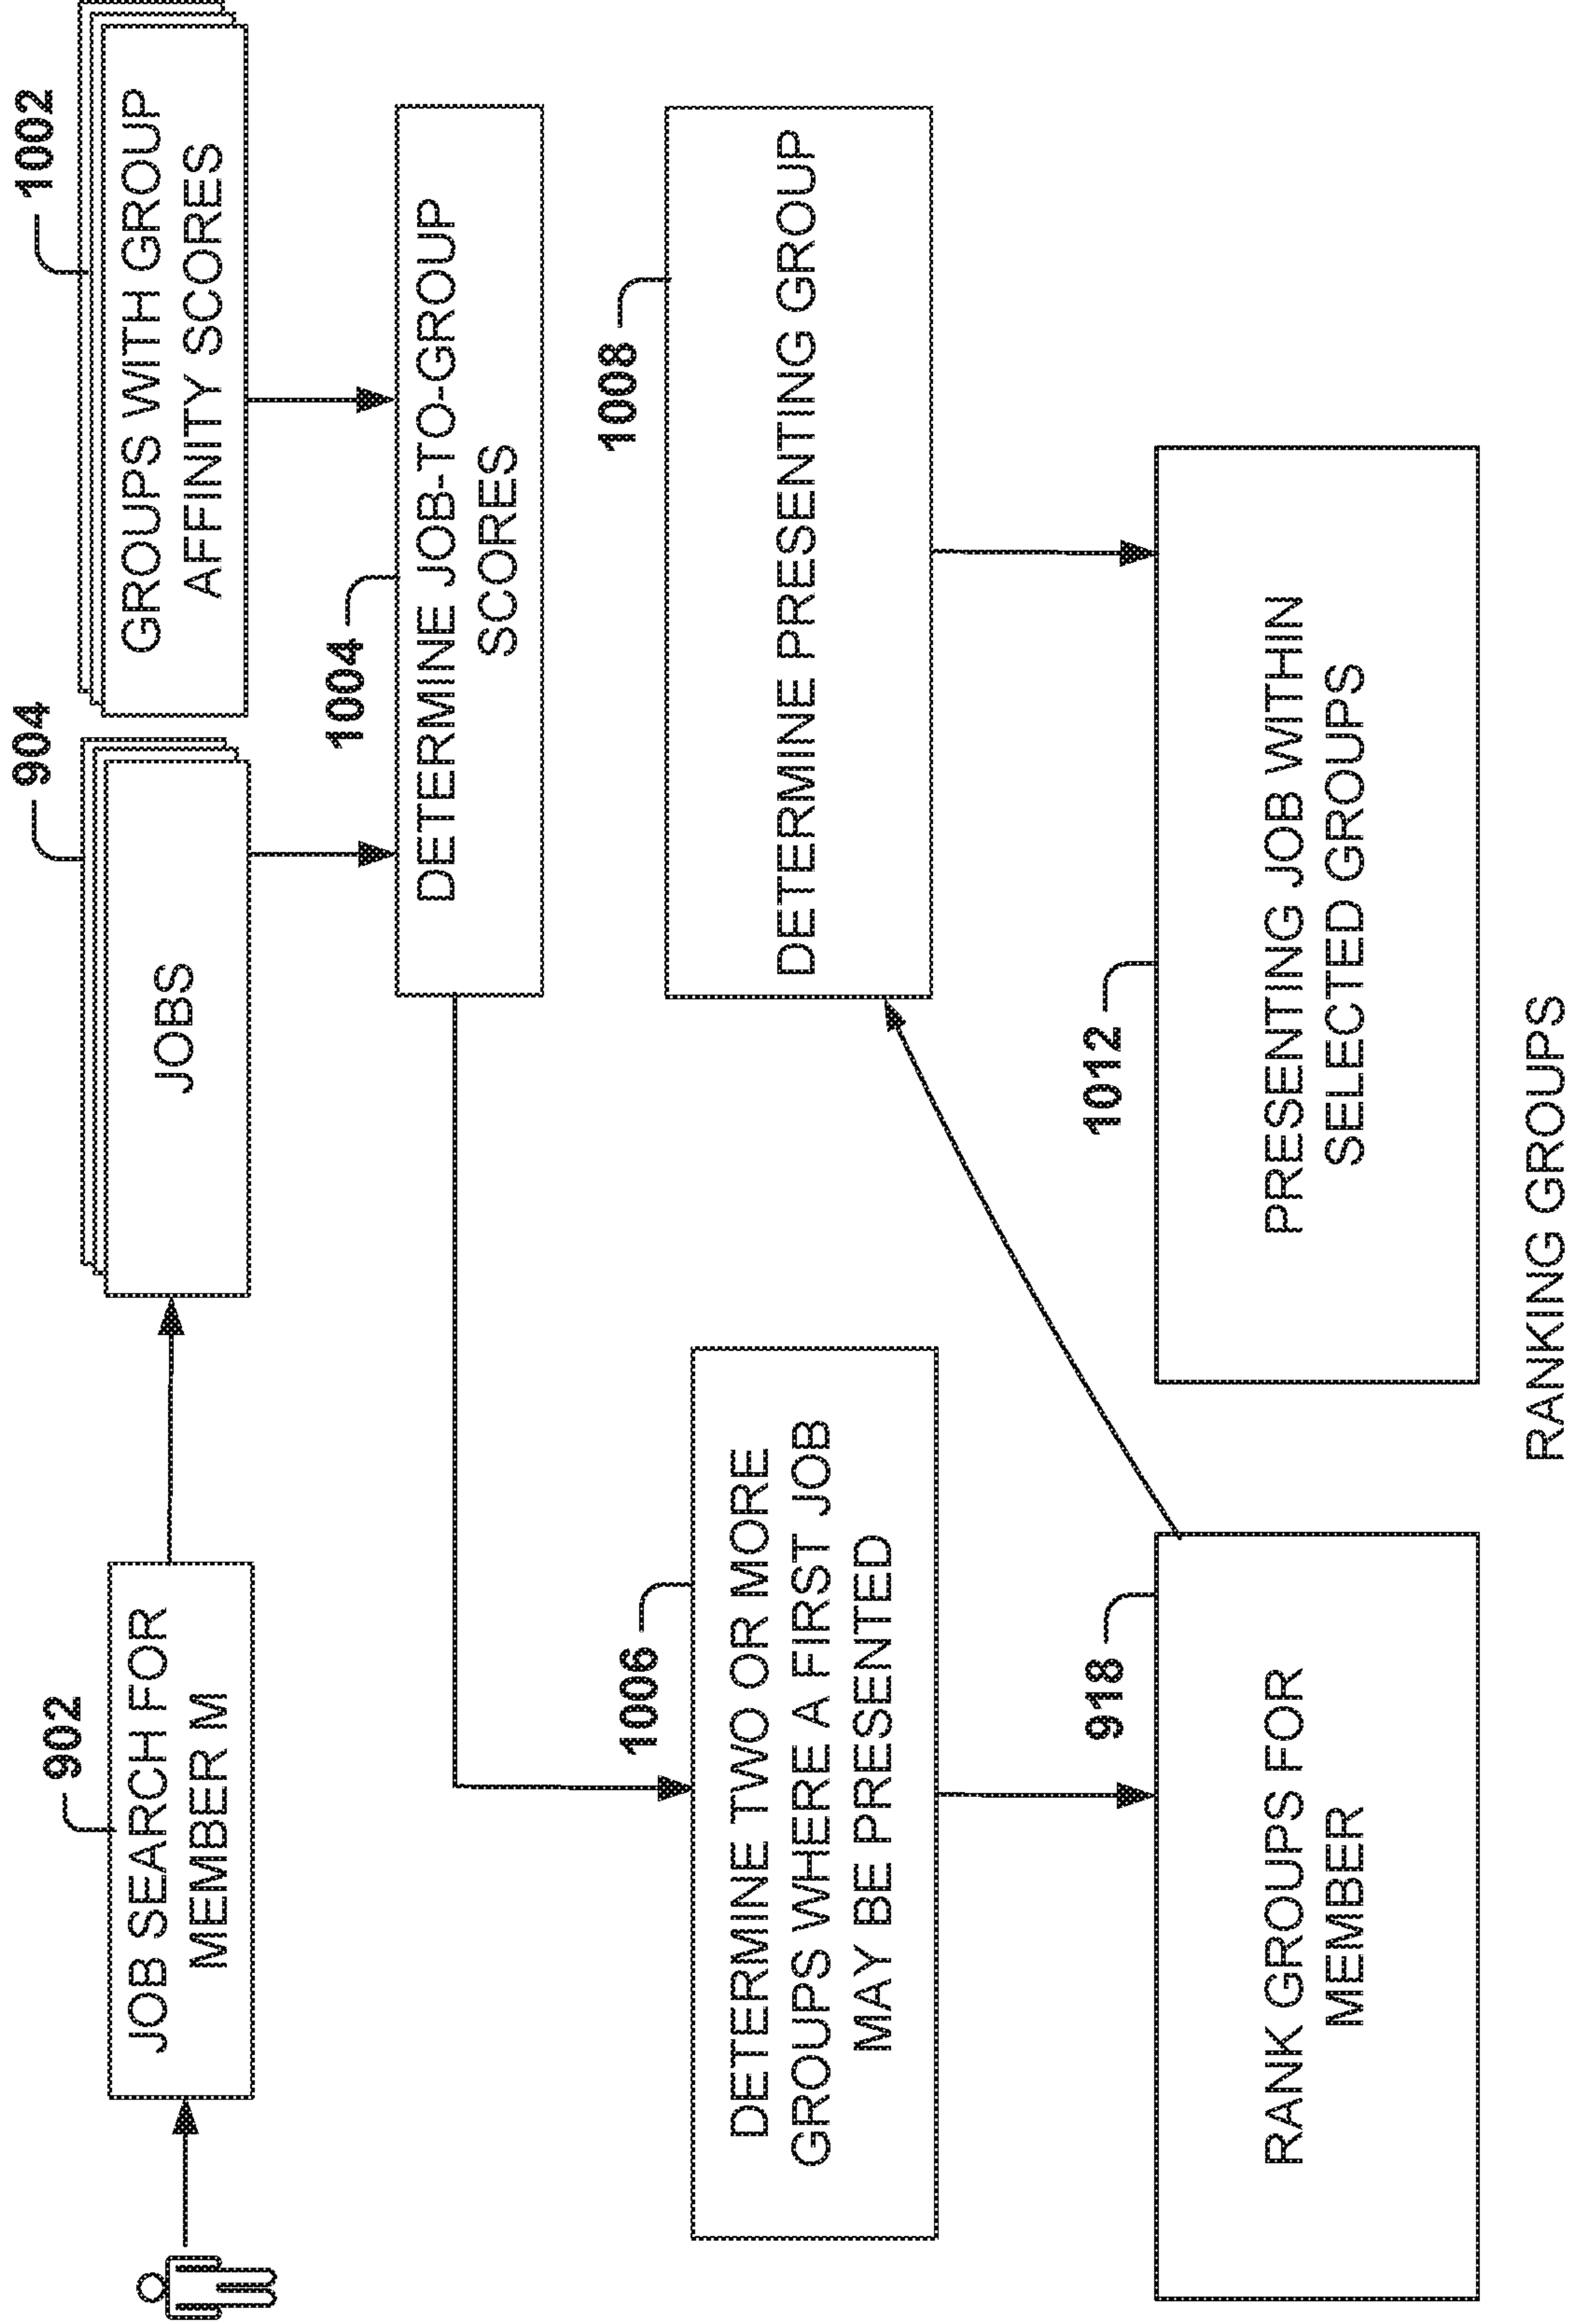 902
JOB SEARCH FOR
MEMBER M
904
JOBS
1002
GROUPS WITH GROUP
AFFINITY SCORES
1004
DETERMINE JOB-TO-GROUP
SCORES
1006
DETERMINE TWO OR MORE
GROUPS WHERE A FIRST JOB
MAY BE PRESENTED
1008
DETERMINE PRESENTING GROUP
918
RANK GROUPS FOR
MEMBER
1012
PRESENTING JOB WITHIN
SELECTED GROUPS
RANKING GROUPS